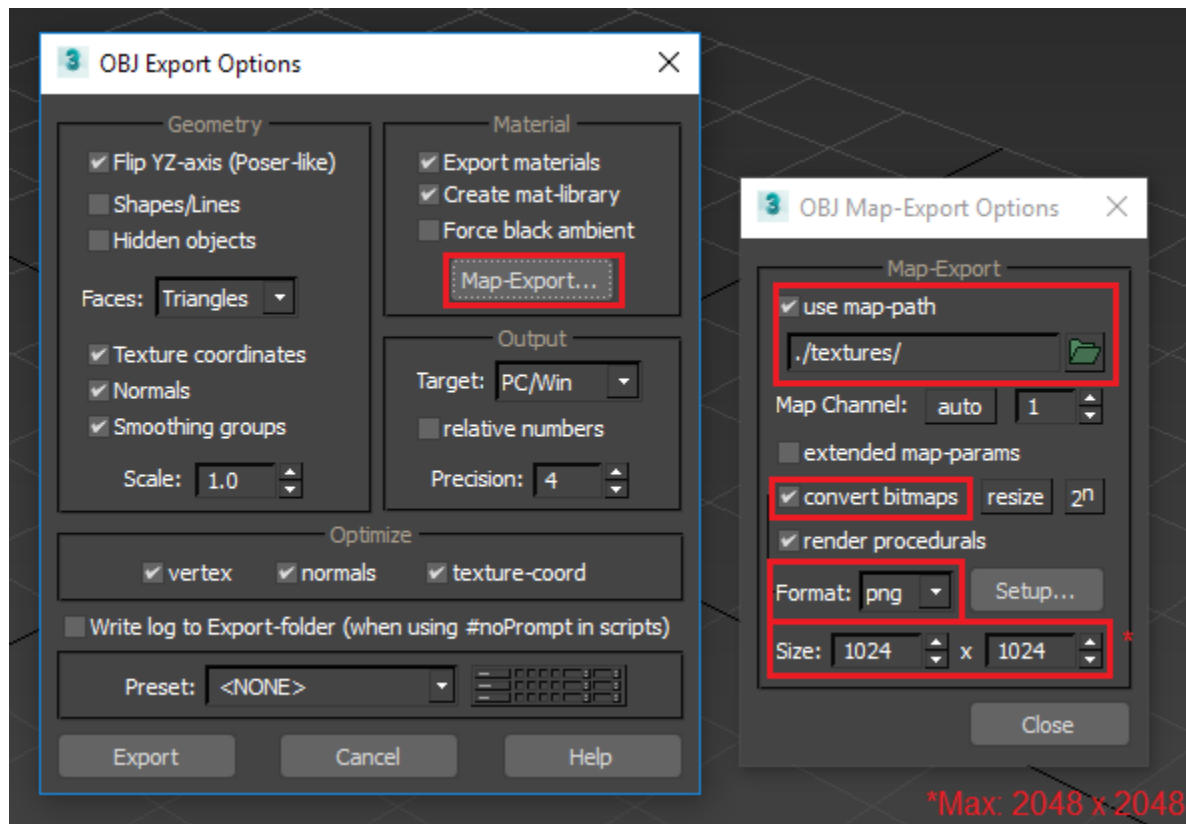 OBJ Export Options
Geometry
Flip YZ-axis (Poser-like)
Shapes/Lines
Hidden objects
Faces: Triangles
Texture coordinates
Normals
Smoothing groups
Scale: 1.0
Material
Export materials
Create mat-library
Force black ambient
Map-Export...
Output
Target: PC/Win
relative numbers
Precision: 4
Optimize
vertex normals texture-coord
Write log to Export-folder (when using #noPrompt in scripts)
Preset: <NONE>
Export Cancel Help
OBJ Map-Export Options
Map-Export
use map-path
./textures/
Map Channel: auto 1
extended map-params
convert bitmaps resize 2ⁿ
render procedurals
Format: png Setup...
Size: 1024 x 1024 *
Close
*Max: 2048 x 2048